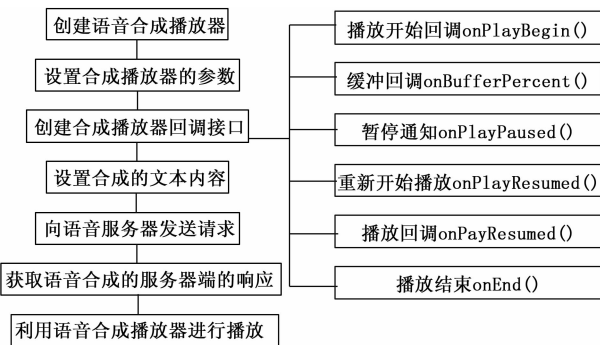 创建语音合成播放器
设置合成播放器的参数
创建合成播放器回调接口
设置合成的文本内容
向语音服务器发送请求
获取语音合成的服务器端的响应
利用语音合成播放器进行播放
播放开始回调onPlayBegin()
缓冲回调onBufferPercent()
暂停通知onPlayPaused()
重新开始播放onPlayResumed()
播放回调onPayResumed()
播放结束onEnd()